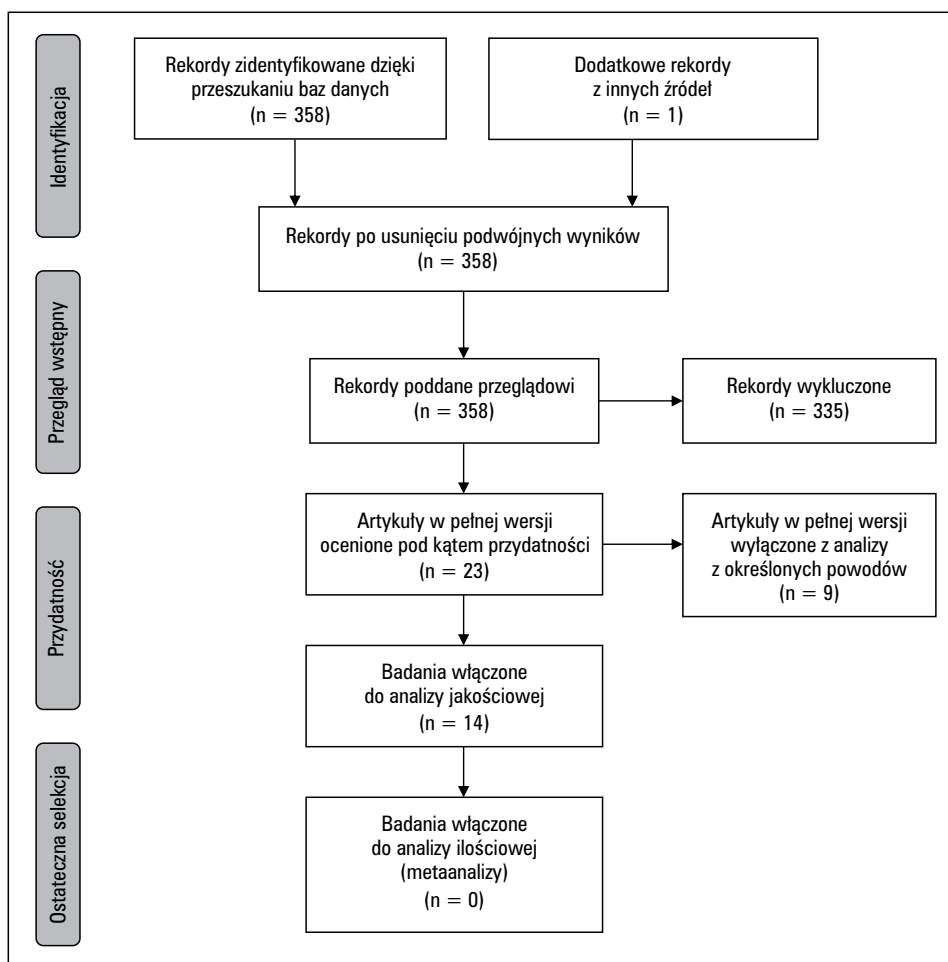 Identyfikacja
Rekordy zidentyfikowane dzięki
przeszukaniu baz danych
(n = 358)
Dodatkowe rekordy
z innych źródeł
(n = 1)
Rekordy po usunięciu podwójnych wyników
(n = 358)
Przegląd wstępny
Rekordy poddane przeglądowi
(n = 358)
Rekordy wykluczone
(n = 335)
Przydatność
Artykuły w pełnej wersji
ocenione pod kątem przydatności
(n = 23)
Artykuły w pełnej wersji
wyłączone z analizy
z określonych powodów
(n = 9)
Badania włączone
do analizy jakościowej
(n = 14)
Ostateczna selekcja
Badania włączone
do analizy ilościowej
(metaanalizy)
(n = 0)